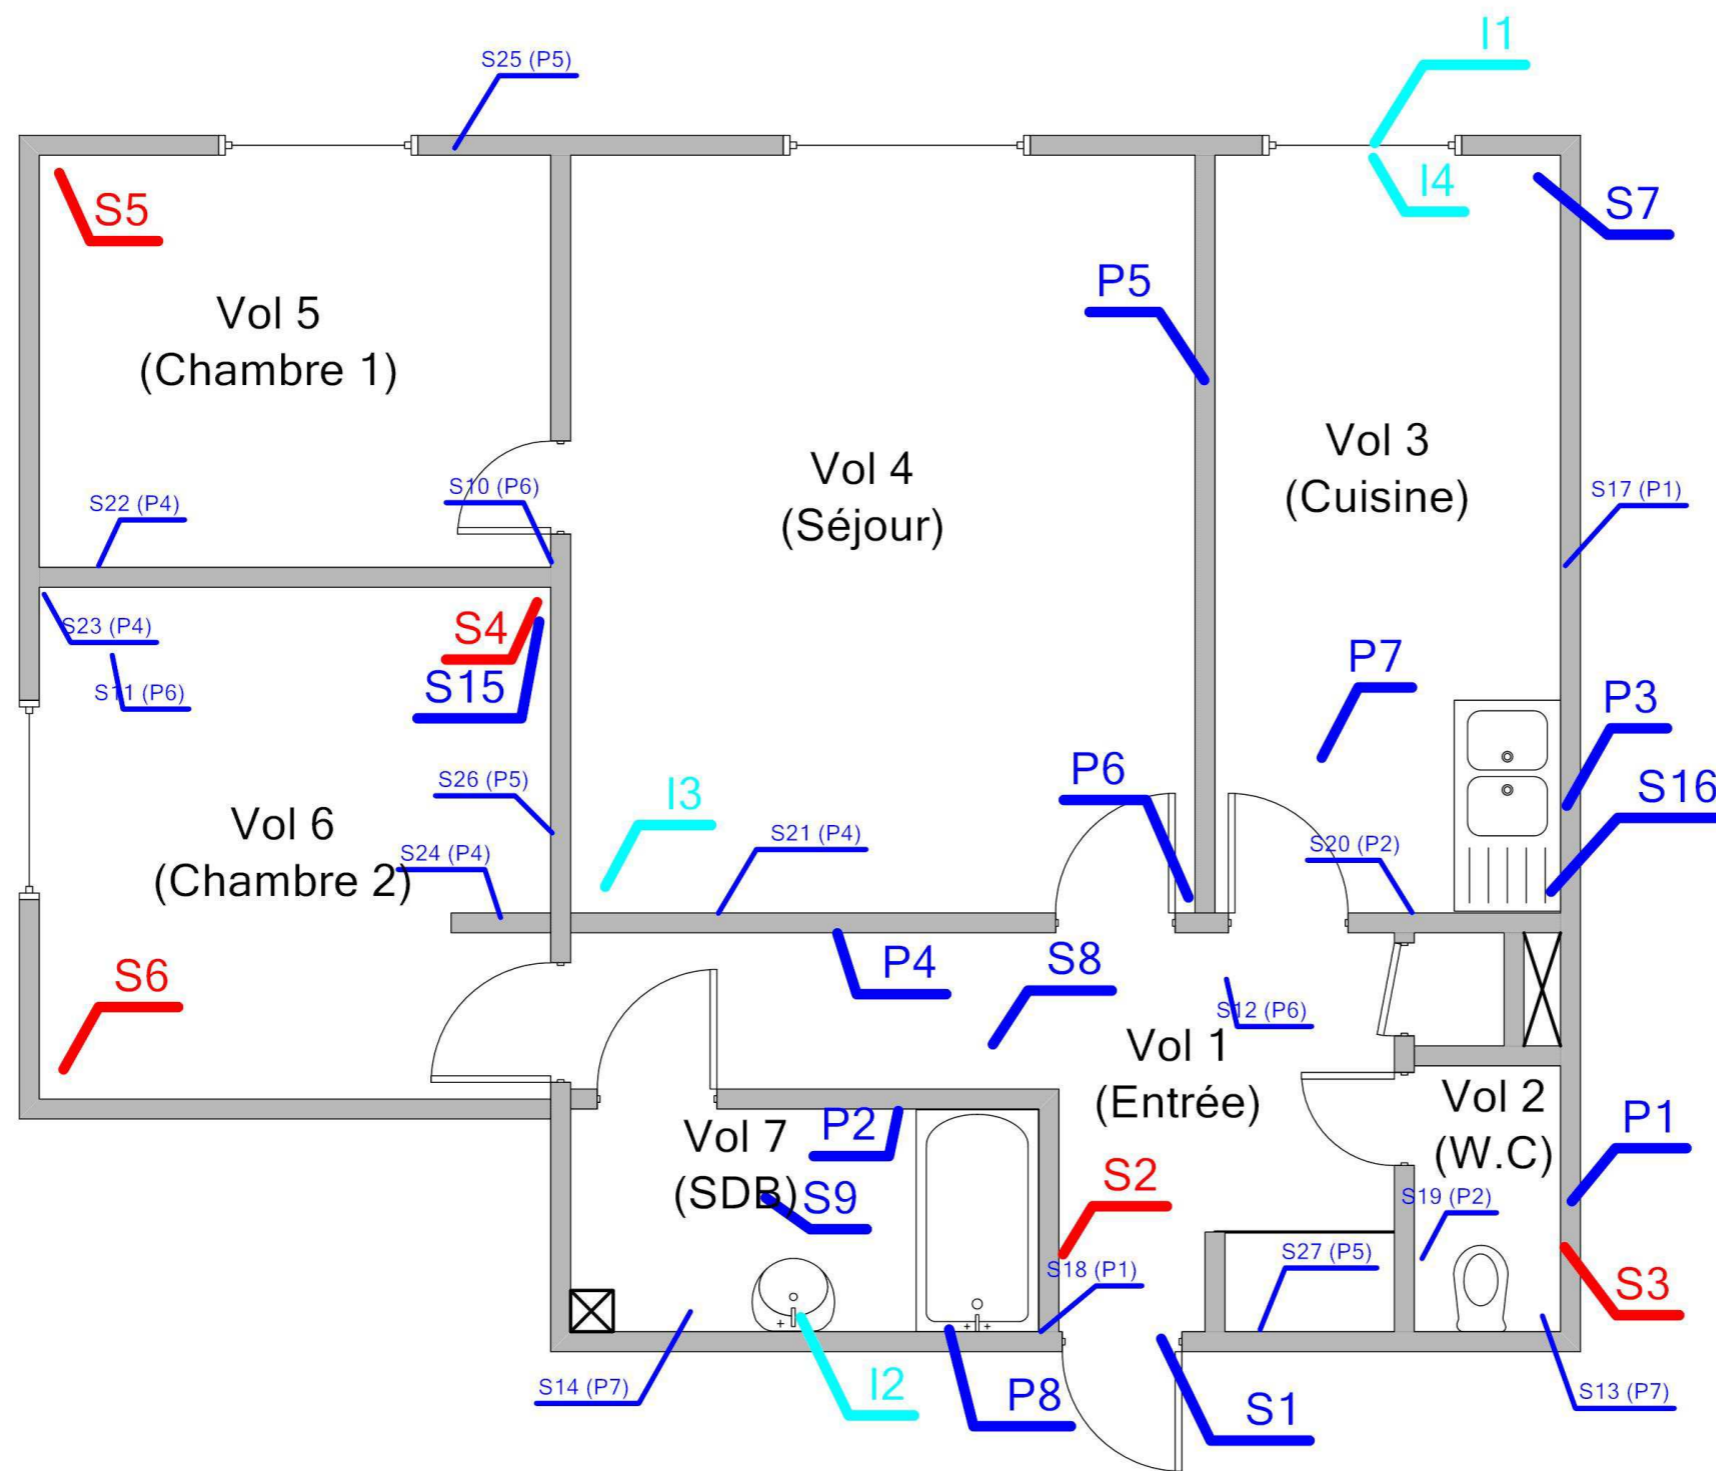 I1
S25 (P5)
I4
S5
S7
P5
Vol 5
(Chambre 1)
Vol 3
(Cuisine)
Vol 4
(Séjour)
S22 (P4)
S10 (P6)
S17 (P1)
S23 (P4)
S4
S15
S11 (P6)
P7
P3
S26 (P5)
I3
P6
S16
Vol 6
(Chambre 2)
S24 (P4)
S21 (P4)
S20 (P2)
S6
P4
S8
S12 (P6)
Vol 1
(Entrée)
Vol 2
(W.C)
P1
Vol 7
(SDB)
P2
S9
S2
S19 (P2)
S18 (P1)
S27 (P5)
S3
S14 (P7)
I2
P8
S1
S13 (P7)